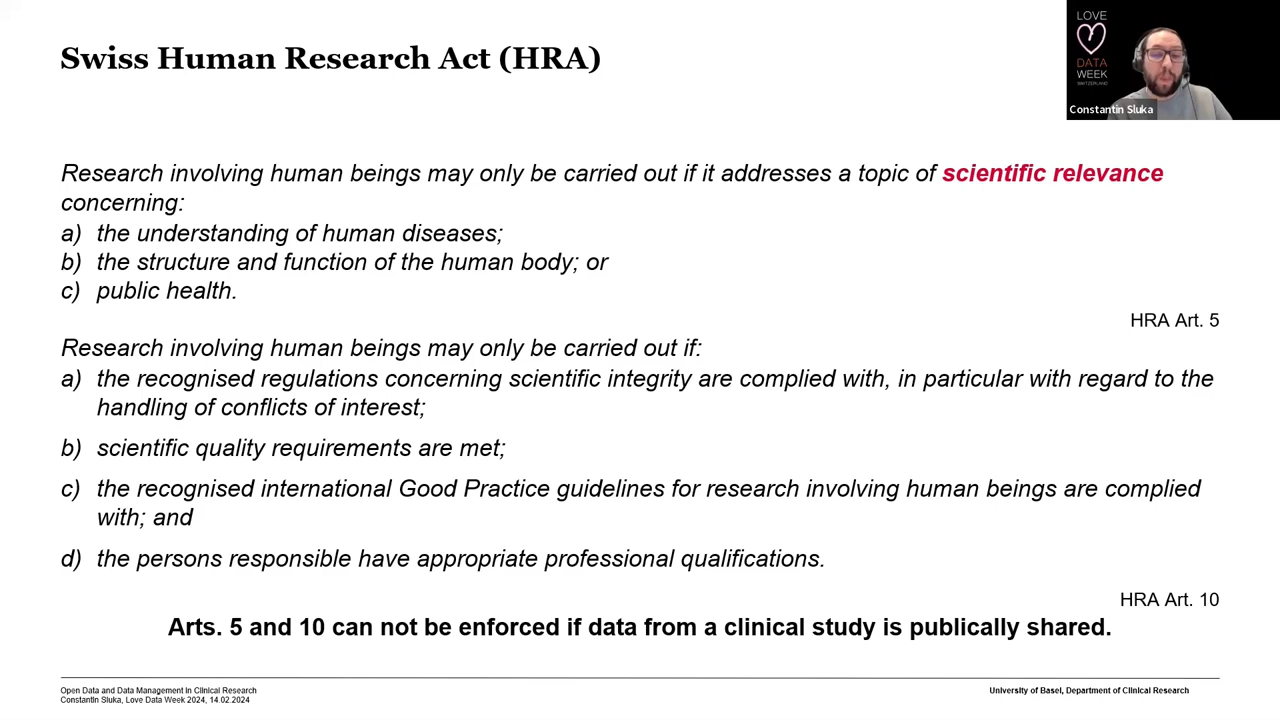 Swiss Human Research Act (HRA)
LOVE
DATA
WEEK
SWITZERLAND
Constantin Sluka
Research involving human beings may only be carried out if it addresses a topic of scientific relevance
concerning:
a) the understanding of human diseases;
b) the structure and function of the human body; or
c) public health.
HRA Art. 5
Research involving human beings may only be carried out if:
a) the recognised regulations concerning scientific integrity are complied with, in particular with regard to the
handling of conflicts of interest;
b) scientific quality requirements are met;
c) the recognised international Good Practice guidelines for research involving human beings are complied
with; and
d) the persons responsible have appropriate professional qualifications.
HRA Art. 10
Arts. 5 and 10 can not be enforced if data from a clinical study is publically shared.
Open Data and Data Management in Clinical Research
Constantin Sluka, Love Data Week 2024, 14.02.2024
University of Basel, Department of Clinical Research